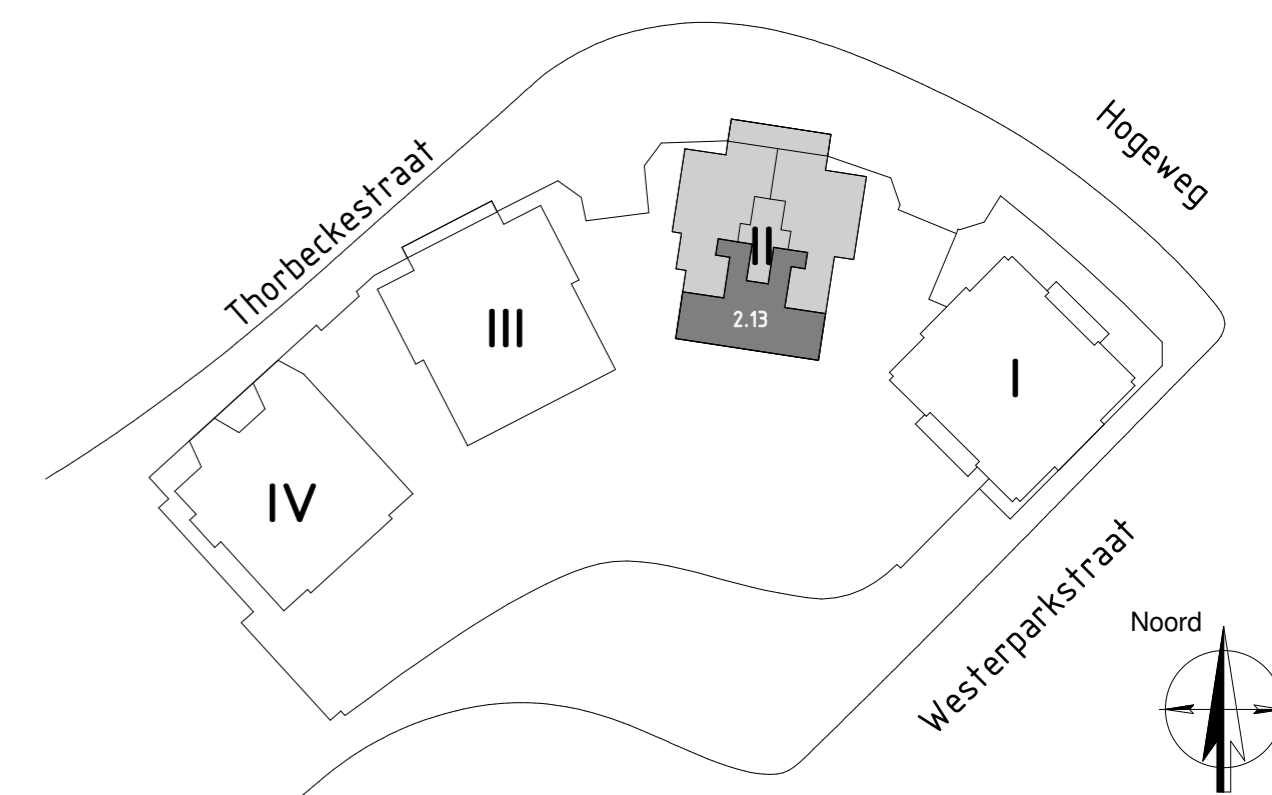 Hogeweg
Thorbeckestraat
II
2.13
III
I
IV
Westerparkstraat
Noord